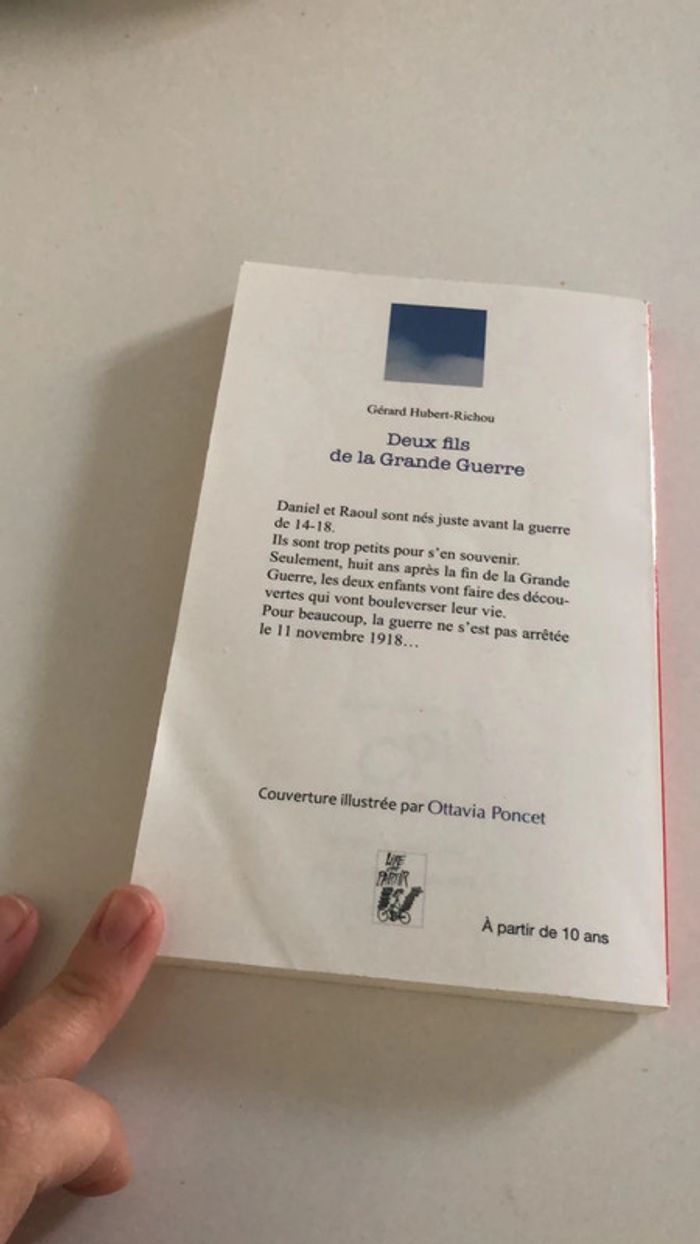 Gérard Hubert-Richou
Deux fils
de la Grande Guerre
Daniel et Raoul sont nés juste avant la guerre
de 14-18.
Ils sont trop petits pour s'en souvenir.
Seulement, huit ans après la fin de la Grande
Guerre, les deux enfants vont faire des décou-
vertes qui vont bouleverser leur vie.
Pour beaucoup, la guerre ne s'est pas arrêtée
le 11 novembre 1918...
Couverture illustrée par Ottavia Poncet
LIRE
PARTIR
À partir de 10 ans